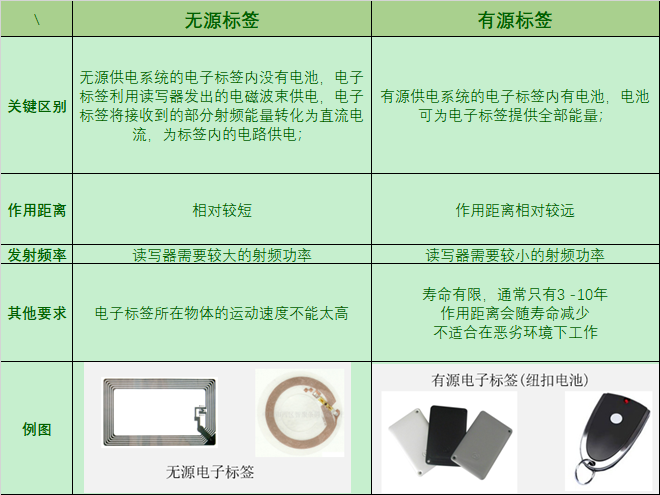 \ 无源标签 有源标签
关键区别
无源供电系统的电子标签内没有电池，电子
标签利用读写器发出的电磁波束供电，电子
标签将接收到的部分射频能量转化为直流电
流，为标签内的电路供电；
有源供电系统的电子标签内有电池，电池
可为电子标签提供全部能量；
作用距离 相对较短 作用距离相对较远
发射频率 读写器需要较大的射频功率 读写器需要较小的射频功率
其他要求 电子标签所在物体的运动速度不能太高
寿命有限，通常只有3 -10年
作用距离会随寿命减少
不适合在恶劣环境下工作
例图
无源电子标签
有源电子标签(纽扣电池)